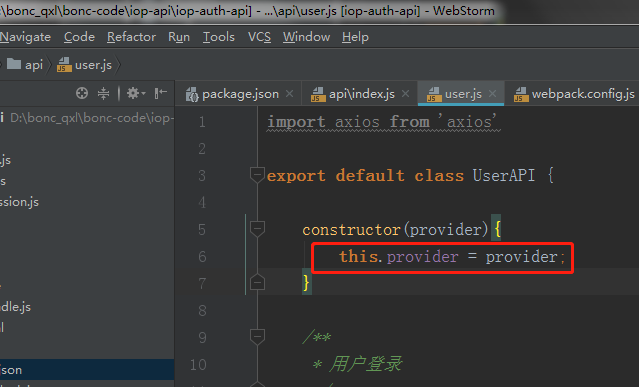 :\bonc_qxl\bonc-code\iop-api\iop-auth-api] - ...\api\user.js [iop-auth-api] - WebStorm
Navigate Code Refactor Run Tools VCS Window Help
api user.js
package.json api\index.js user.js webpack.config.js
i D:\bonc_qxl\bonc-code\iop-
.js
s
ssion.js
ndle.js
al
json
1 import axios from 'axios'
2
3 export default class UserAPI {
4
5 constructor(provider){
6 this.provider = provider;
7 }
8
9 /**
10 * 用户登录